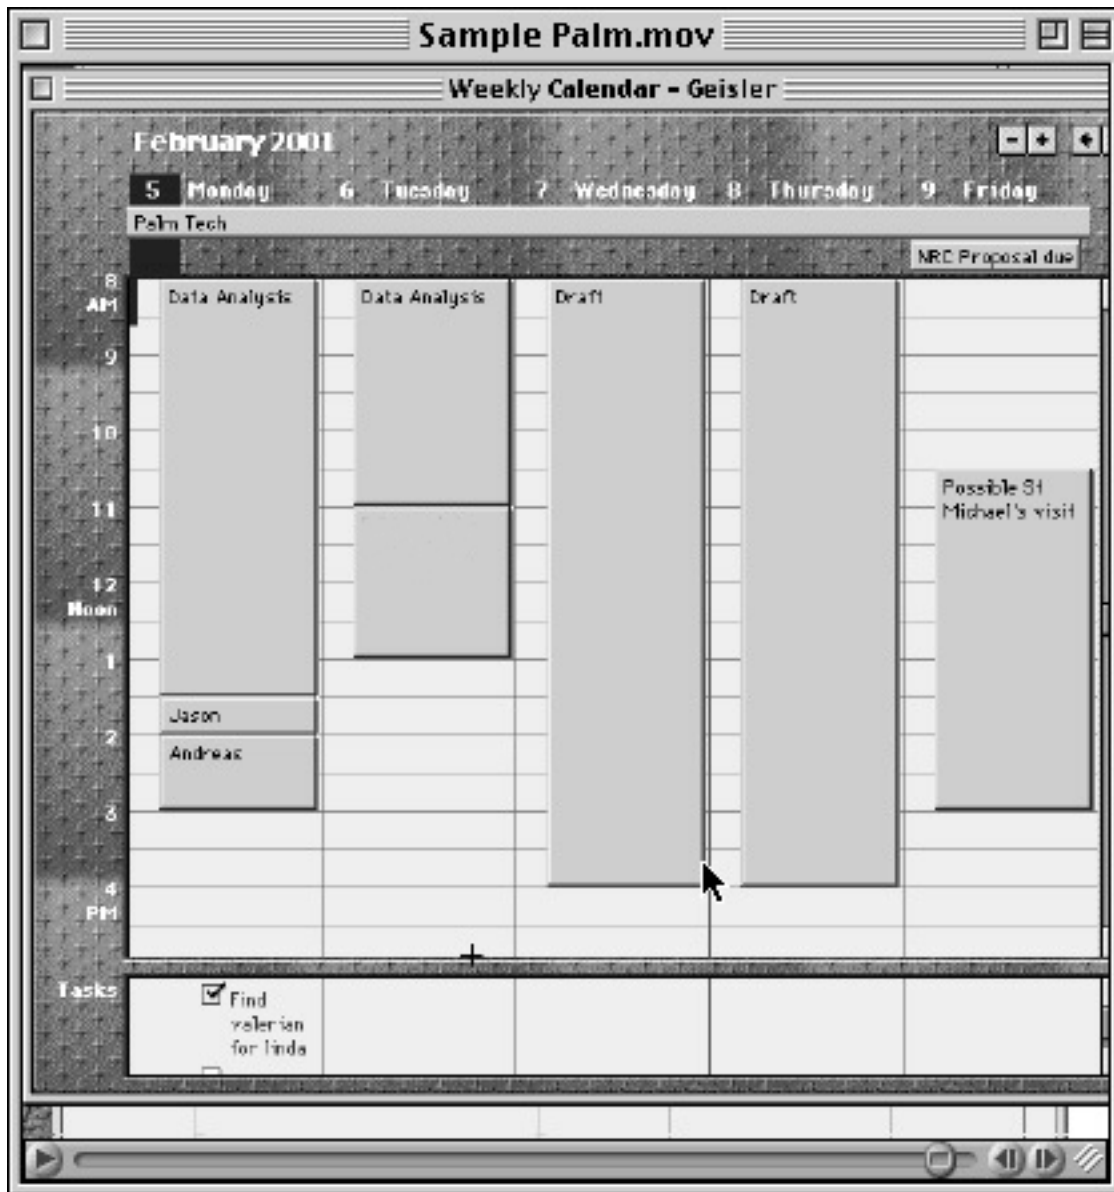 Sample Palm.mov
Weekly Calendar - Geisler
February 2001
5 Monday 6 Tuesday 7 Wednesday 8 Thursday 9 Friday
Palm Tech
NRC Proposal due
8
AM
Data Analysis Data Analysis Draft Draft
9
10
Possible St
Michael's visit
11
12
Noon
1
Jason
2
Andreas
3
4
PM
Tasks
Find
valerian
for linda